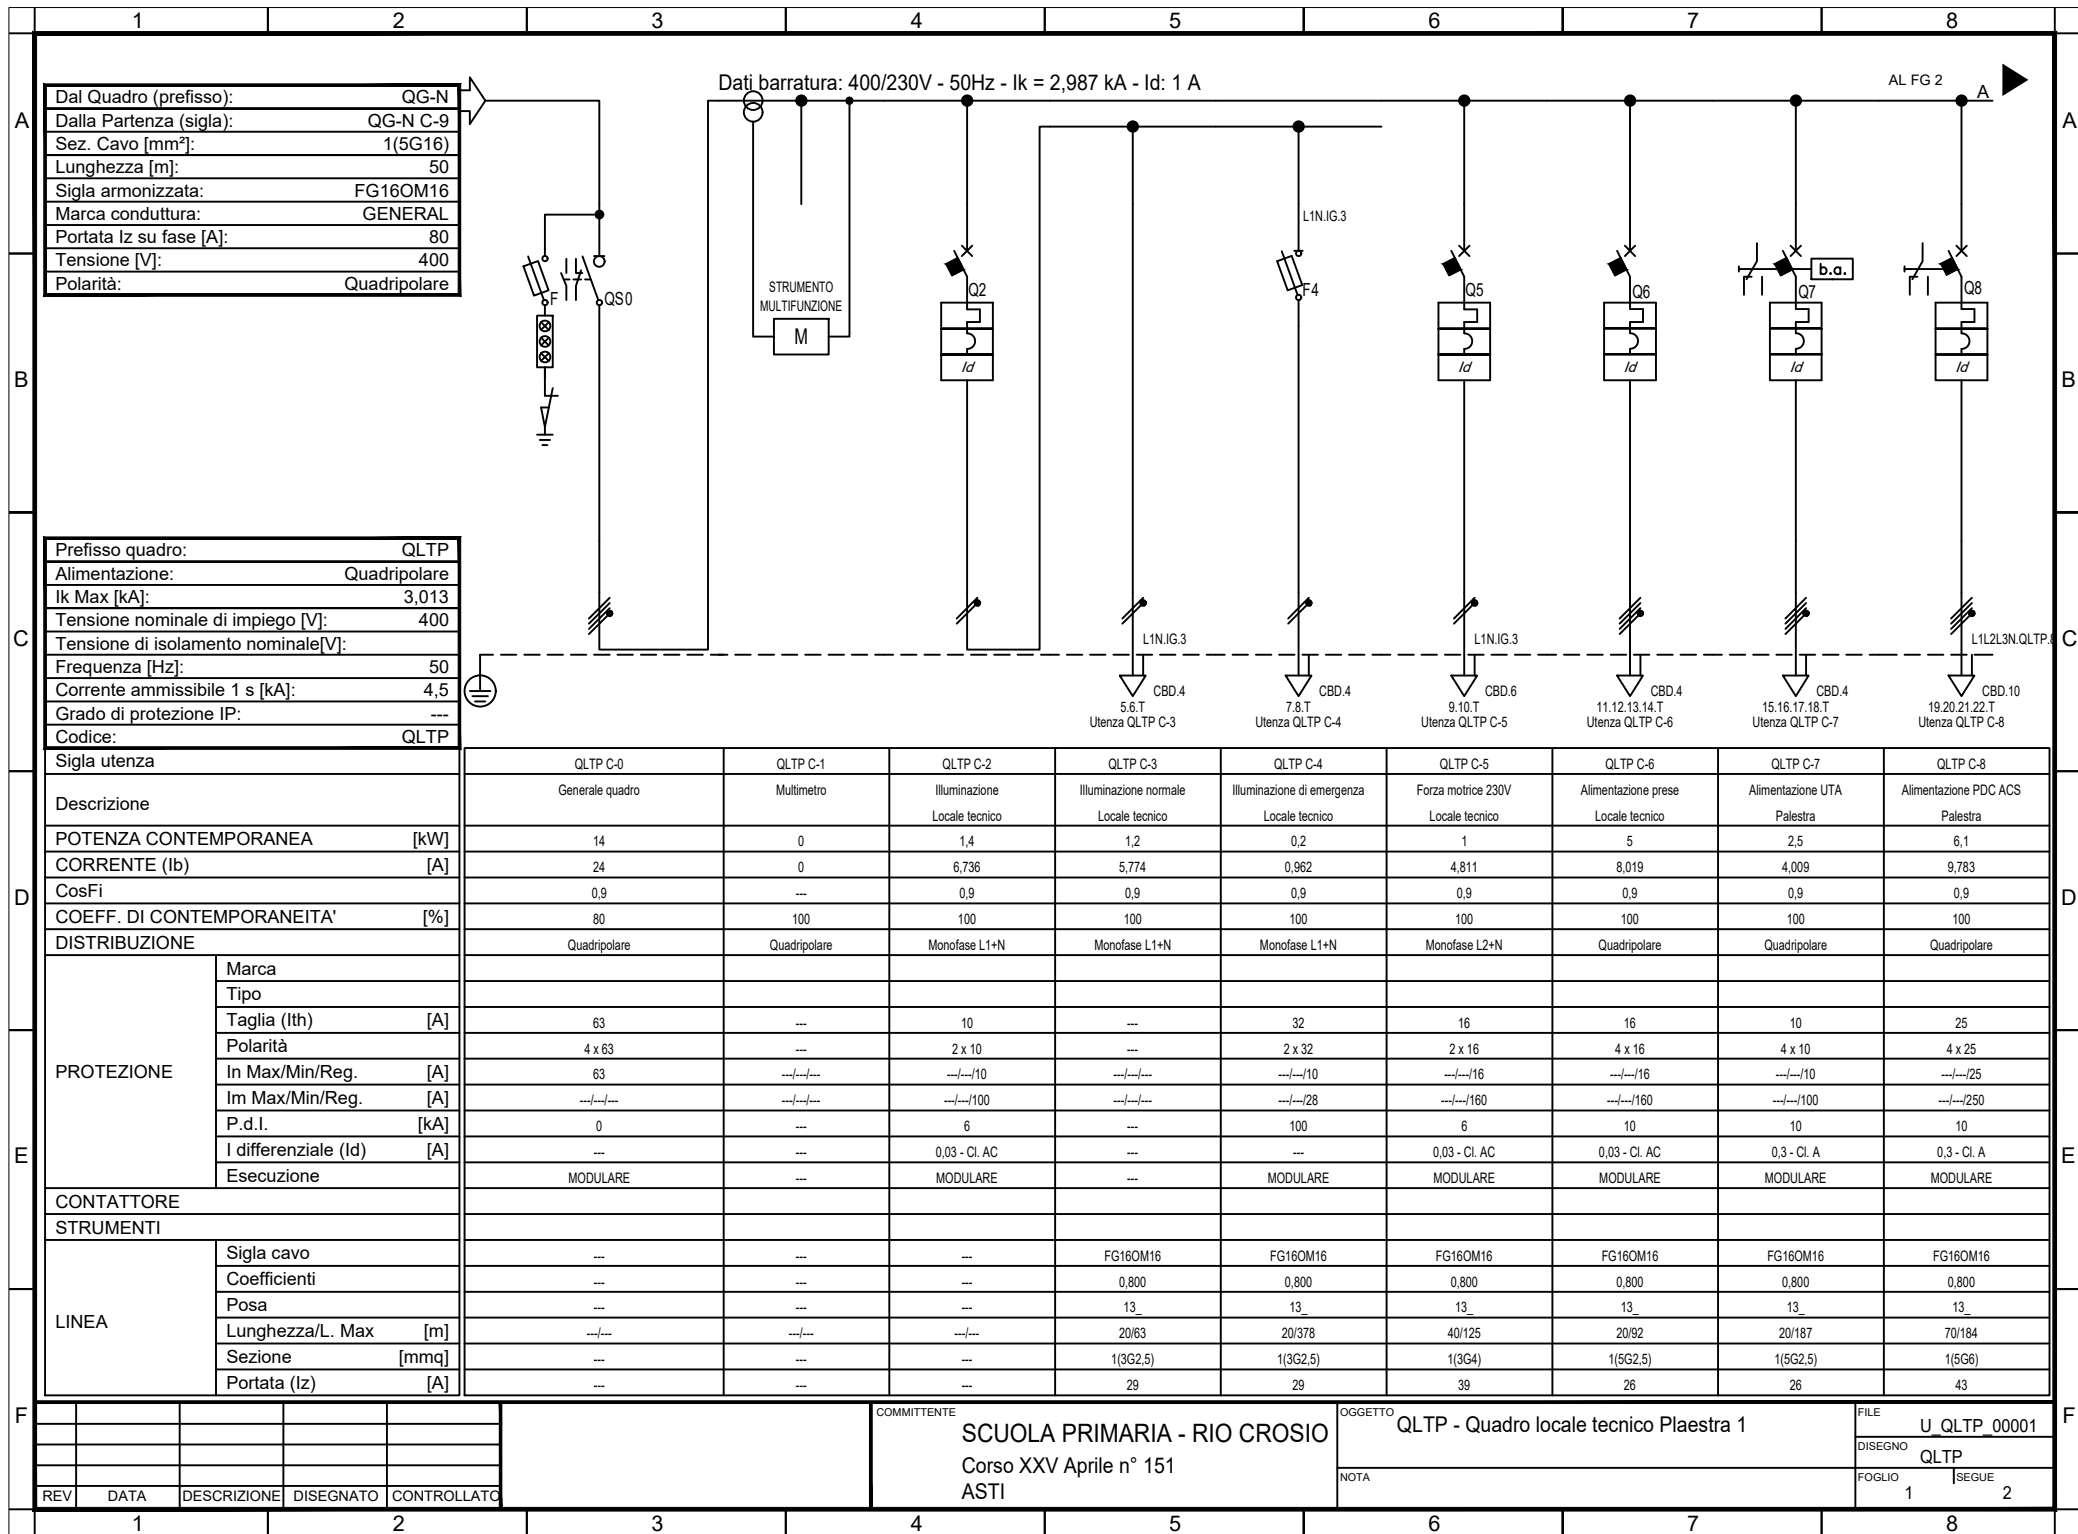 1 2 3 4 5 6 7 8
Dati barratura: 400/230V - 50Hz - Ik = 2,987 kA - Id: 1 A
AL FG 2
A
A
A
Dal Quadro (prefisso): QG-N
Dalla Partenza (sigla): QG-N C-9
Sez. Cavo [mm²]: 1(5G16)
Lunghezza [m]: 50
Sigla armonizzata: FG16OM16
Marca conduttura: GENERAL
Portata Iz su fase [A]: 80
Tensione [V]: 400
Polarità: Quadripolare
L1N.IG.3
F QS0
STRUMENTO
MULTIFUNZIONE
M
Q2 F4 Q5 Q6 Q7 Q8
b.a.
Id Id Id Id Id
B B
Prefisso quadro: QLTP
Alimentazione: Quadripolare
Ik Max [kA]: 3,013
Tensione nominale di impiego [V]: 400
Tensione di isolamento nominale[V]:
Frequenza [Hz]: 50
Corrente ammissibile 1 s [kA]: 4,5
Grado di protezione IP: ---
Codice: QLTP
C C
L1N.IG.3 L1N.IG.3 L1L2L3N.QLTP.8
CBD.4 CBD.4 CBD.6 CBD.4 CBD.4 CBD.10
5.6.T 7.8.T 9.10.T 11.12.13.14.T 15.16.17.18.T 19.20.21.22.T
Utenza QLTP C-3 Utenza QLTP C-4 Utenza QLTP C-5 Utenza QLTP C-6 Utenza QLTP C-7 Utenza QLTP C-8
Sigla utenza QLTP C-0 QLTP C-1 QLTP C-2 QLTP C-3 QLTP C-4 QLTP C-5 QLTP C-6 QLTP C-7 QLTP C-8
Descrizione Generale quadro Multimetro Illuminazione Illuminazione normale Illuminazione di emergenza Forza motrice 230V Alimentazione prese Alimentazione UTA Alimentazione PDC ACS
Locale tecnico Locale tecnico Locale tecnico Locale tecnico Locale tecnico Palestra Palestra
POTENZA CONTEMPORANEA [kW] 14 0 1,4 1,2 0,2 1 5 2,5 6,1
CORRENTE (Ib) [A] 24 0 6,736 5,774 0,962 4,811 8,019 4,009 9,783
CosFi 0,9 --- 0,9 0,9 0,9 0,9 0,9 0,9 0,9
COEFF. DI CONTEMPORANEITA' [%] 80 100 100 100 100 100 100 100 100
DISTRIBUZIONE Quadripolare Quadripolare Monofase L1+N Monofase L1+N Monofase L1+N Monofase L2+N Quadripolare Quadripolare Quadripolare
D D
PROTEZIONE
Marca
Tipo
Taglia (Ith) [A] 63 --- 10 --- 32 16 16 10 25
Polarità 4 x 63 --- 2 x 10 --- 2 x 32 2 x 16 4 x 16 4 x 10 4 x 25
In Max/Min/Reg. [A] 63 ---/---/--- ---/---/10 ---/---/--- ---/---/10 ---/---/16 ---/---/16 ---/---/10 ---/---/25
Im Max/Min/Reg. [A] ---/---/--- ---/---/--- ---/---/100 ---/---/--- ---/---/28 ---/---/160 ---/---/160 ---/---/100 ---/---/250
P.d.I. [kA] 0 --- 6 --- 100 6 10 10 10
I differenziale (Id) [A] --- --- 0,03 - Cl. AC --- --- 0,03 - Cl. AC 0,03 - Cl. AC 0,3 - Cl. A 0,3 - Cl. A
Esecuzione MODULARE --- MODULARE --- MODULARE MODULARE MODULARE MODULARE MODULARE
E E
CONTATTORE
STRUMENTI
LINEA
Sigla cavo --- --- --- FG16OM16 FG16OM16 FG16OM16 FG16OM16 FG16OM16 FG16OM16
Coefficienti --- --- --- 0,800 0,800 0,800 0,800 0,800 0,800
Posa --- --- --- 13_ 13_ 13_ 13_ 13_ 13_
Lunghezza/L. Max [m] ---/--- ---/--- ---/--- 20/63 20/378 40/125 20/92 20/187 70/184
Sezione [mmq] --- --- --- 1(3G2,5) 1(3G2,5) 1(3G4) 1(5G2,5) 1(5G2,5) 1(5G6)
Portata (Iz) [A] --- --- --- 29 29 39 26 26 43
F F
REV DATA DESCRIZIONE DISEGNATO CONTROLLATO
COMMITTENTE
SCUOLA PRIMARIA - RIO CROSIO
Corso XXV Aprile n° 151
ASTI
OGGETTO QLTP - Quadro locale tecnico Plaestra 1
NOTA
FILE U_QLTP_00001
DISEGNO QLTP
FOGLIO 1 SEGUE 2
1 2 3 4 5 6 7 8